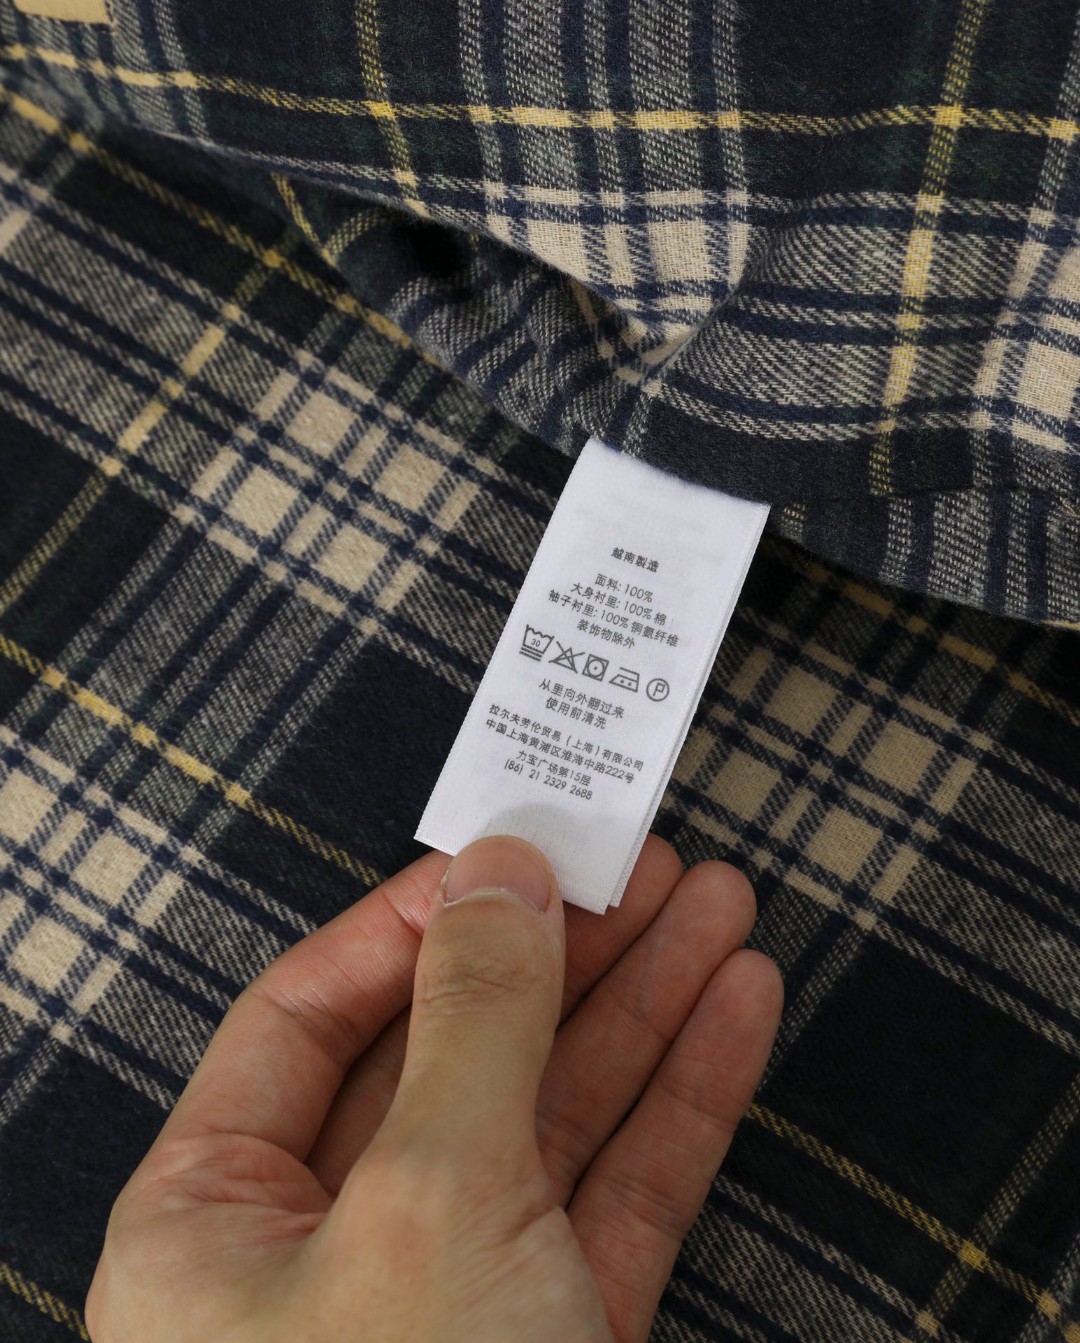 越南製造
面料: 100%
大身衬里: 100% 棉
袖子衬里: 100% 铜氨纤维
装饰物除外
30
P
从里向外翻过来
使用前清洗
拉尔夫劳伦贸易 (上海) 有限公司
中国上海黄浦区淮海中路222号
力宝广场第15层
(86) 21 2329 2688